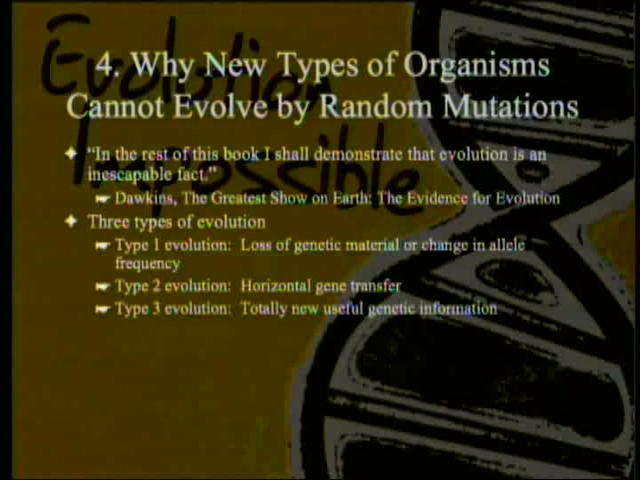 Evolution
Impossible
4. Why New Types of Organisms
Cannot Evolve by Random Mutations
“In the rest of this book I shall demonstrate that evolution is an
inescapable fact.”
Dawkins, The Greatest Show on Earth: The Evidence for Evolution
Three types of evolution
Type 1 evolution: Loss of genetic material or change in allele
frequency
Type 2 evolution: Horizontal gene transfer
Type 3 evolution: Totally new useful genetic information